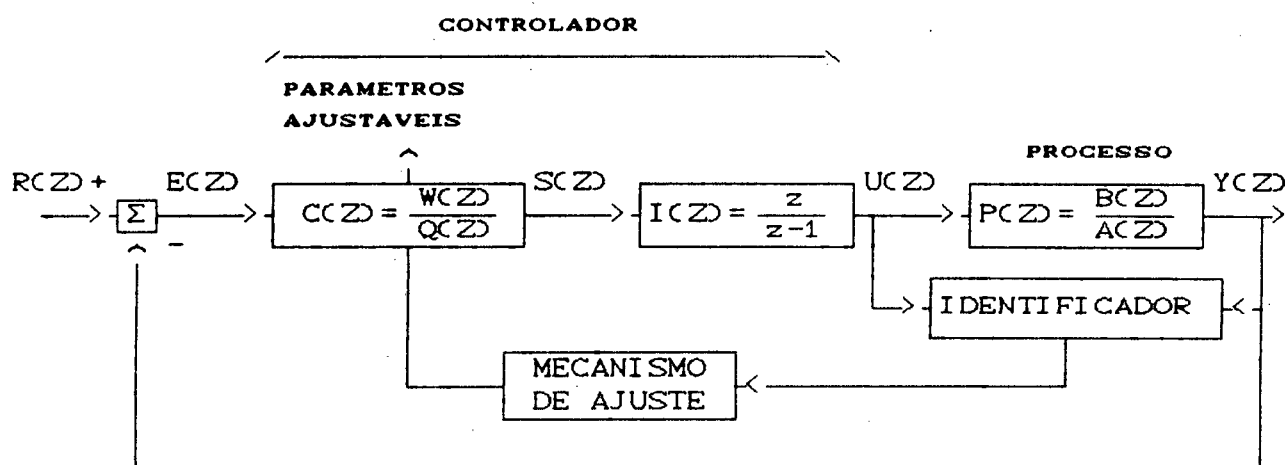 CONTROLADOR
PARAMETROS
AJUSTAVEIS
PROCESSO
R(Z) +
Σ
-
E(Z)
C(Z) = W(Z) / Q(Z)
S(Z)
I(Z) = z / z-1
U(Z)
P(Z) = B(Z) / A(Z)
Y(Z)
IDENTIFICADOR
MECANISMO
DE AJUSTE